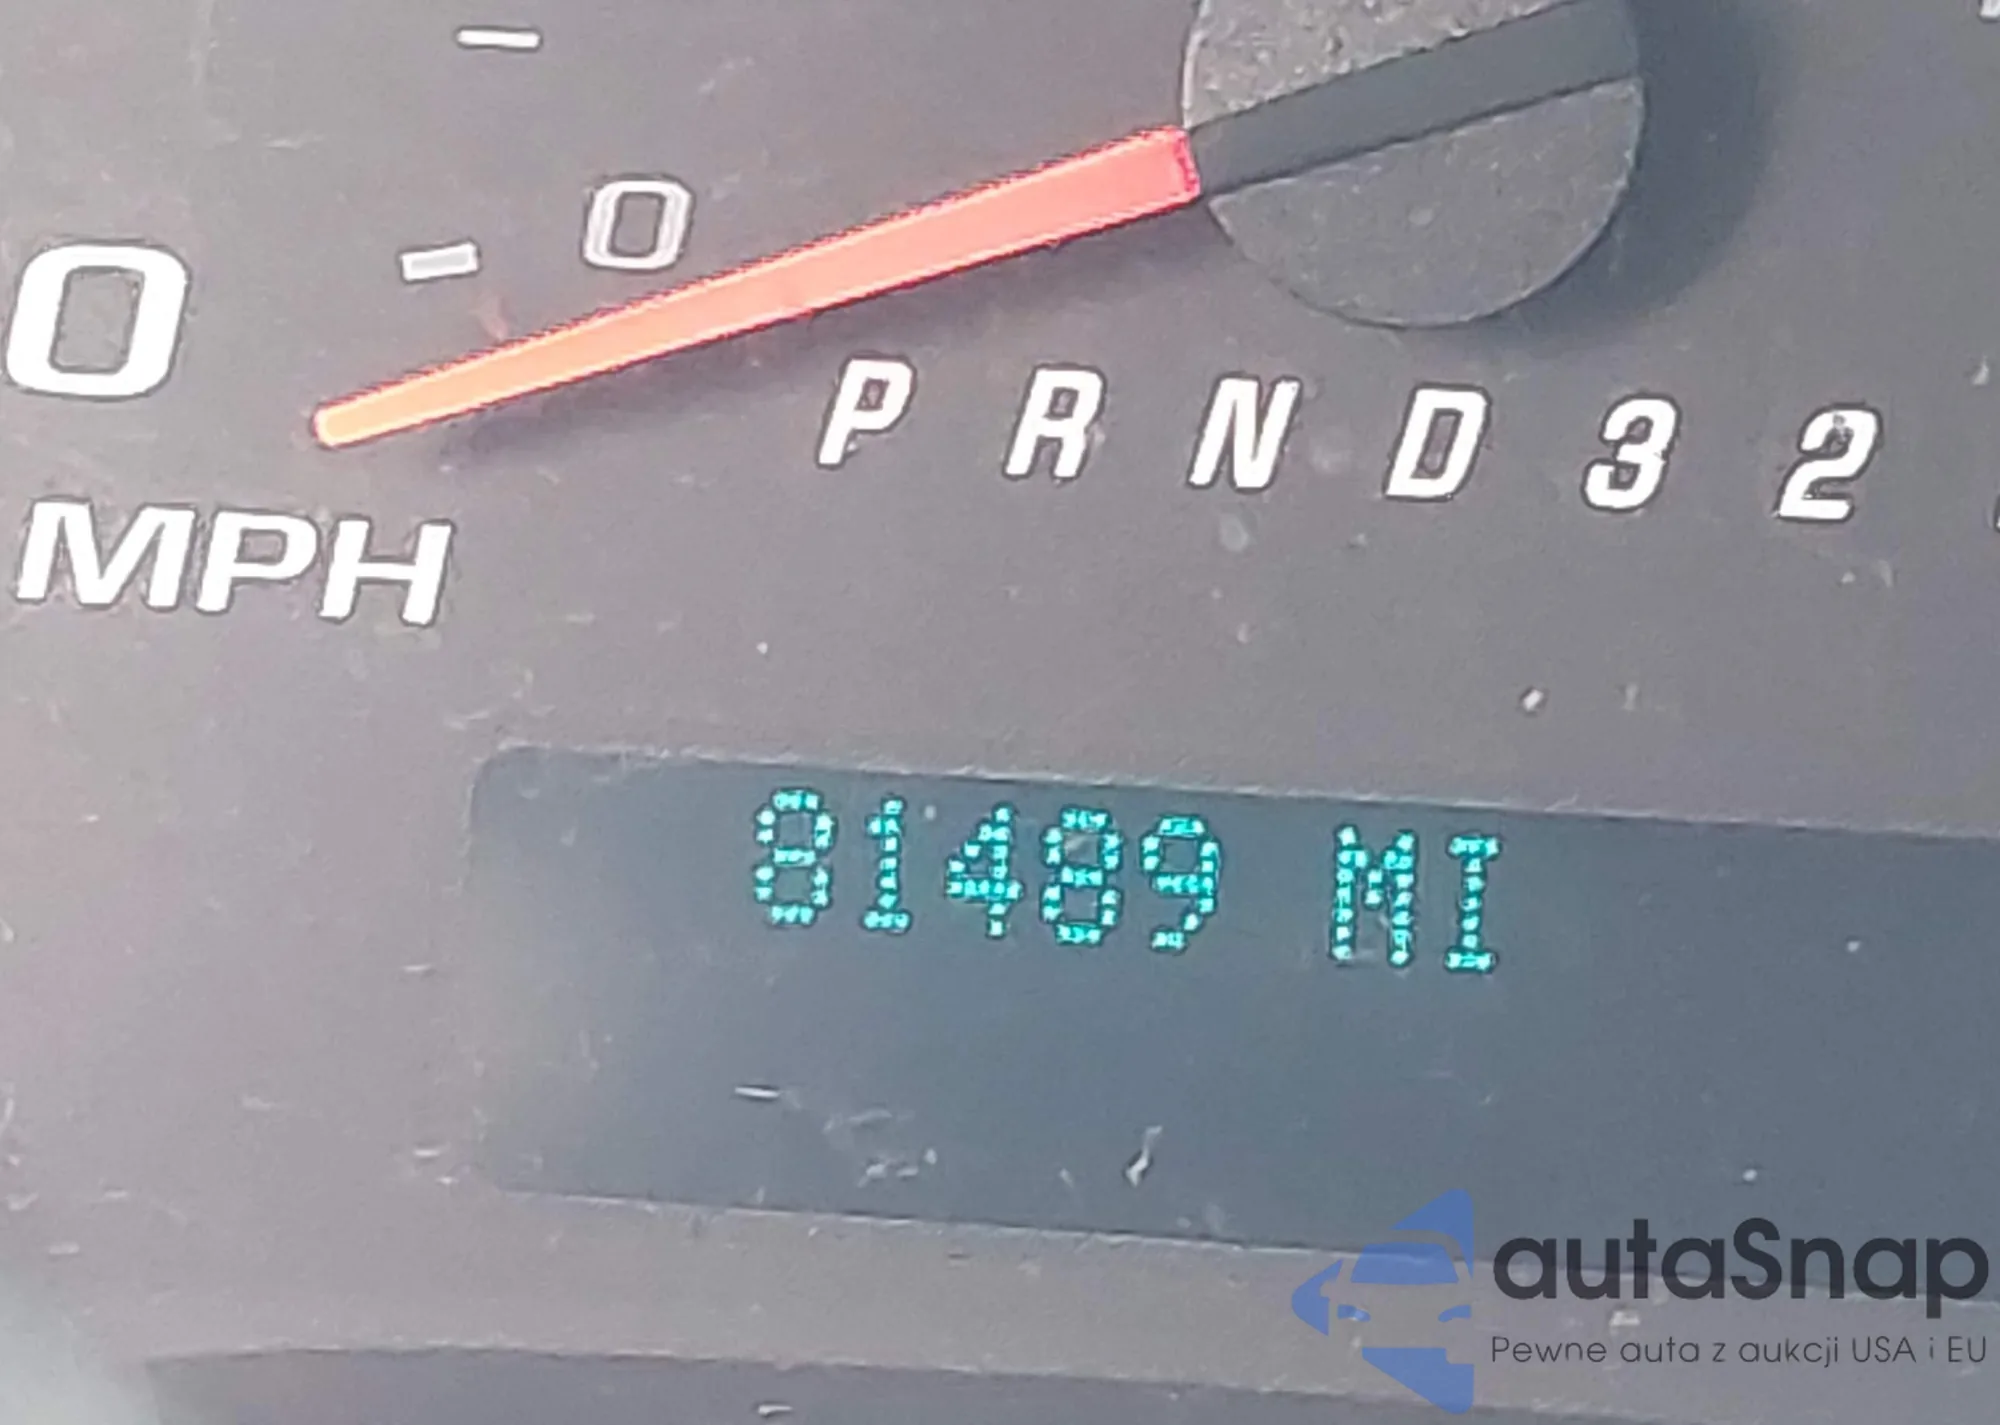 0
0
MPH
P R N D 3 2
81489 MI
autaSnap
Pewne auta z aukcji USA i EU